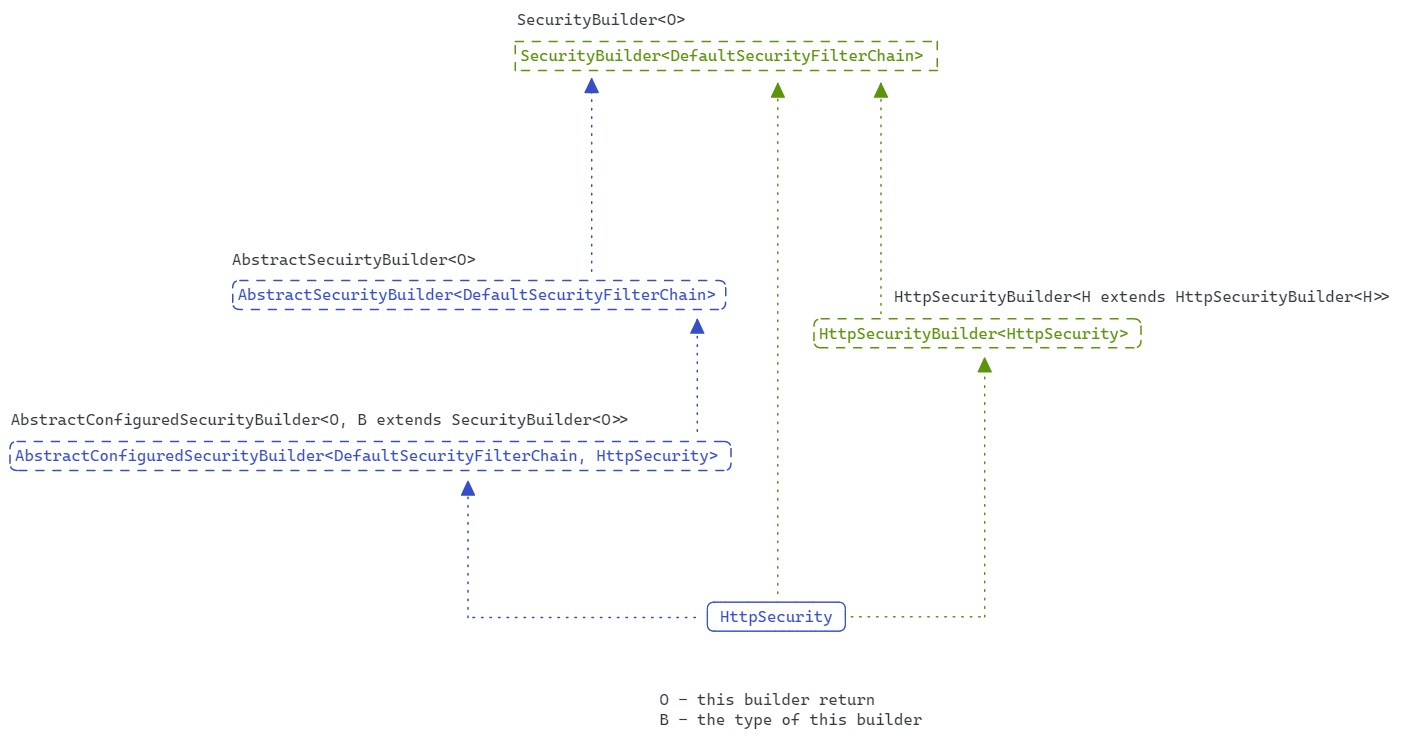 SecurityBuilder<O>
SecurityBuilder<DefaultSecurityFilterChain>
AbstractSecuirtyBuilder<O>
AbstractSecurityBuilder<DefaultSecurityFilterChain>
HttpSecurityBuilder<H extends HttpSecurityBuilder<H>>
HttpSecurityBuilder<HttpSecurity>
AbstractConfiguredSecurityBuilder<O, B extends SecurityBuilder<O>>
AbstractConfiguredSecurityBuilder<DefaultSecurityFilterChain, HttpSecurity>
HttpSecurity
O - this builder return
B - the type of this builder